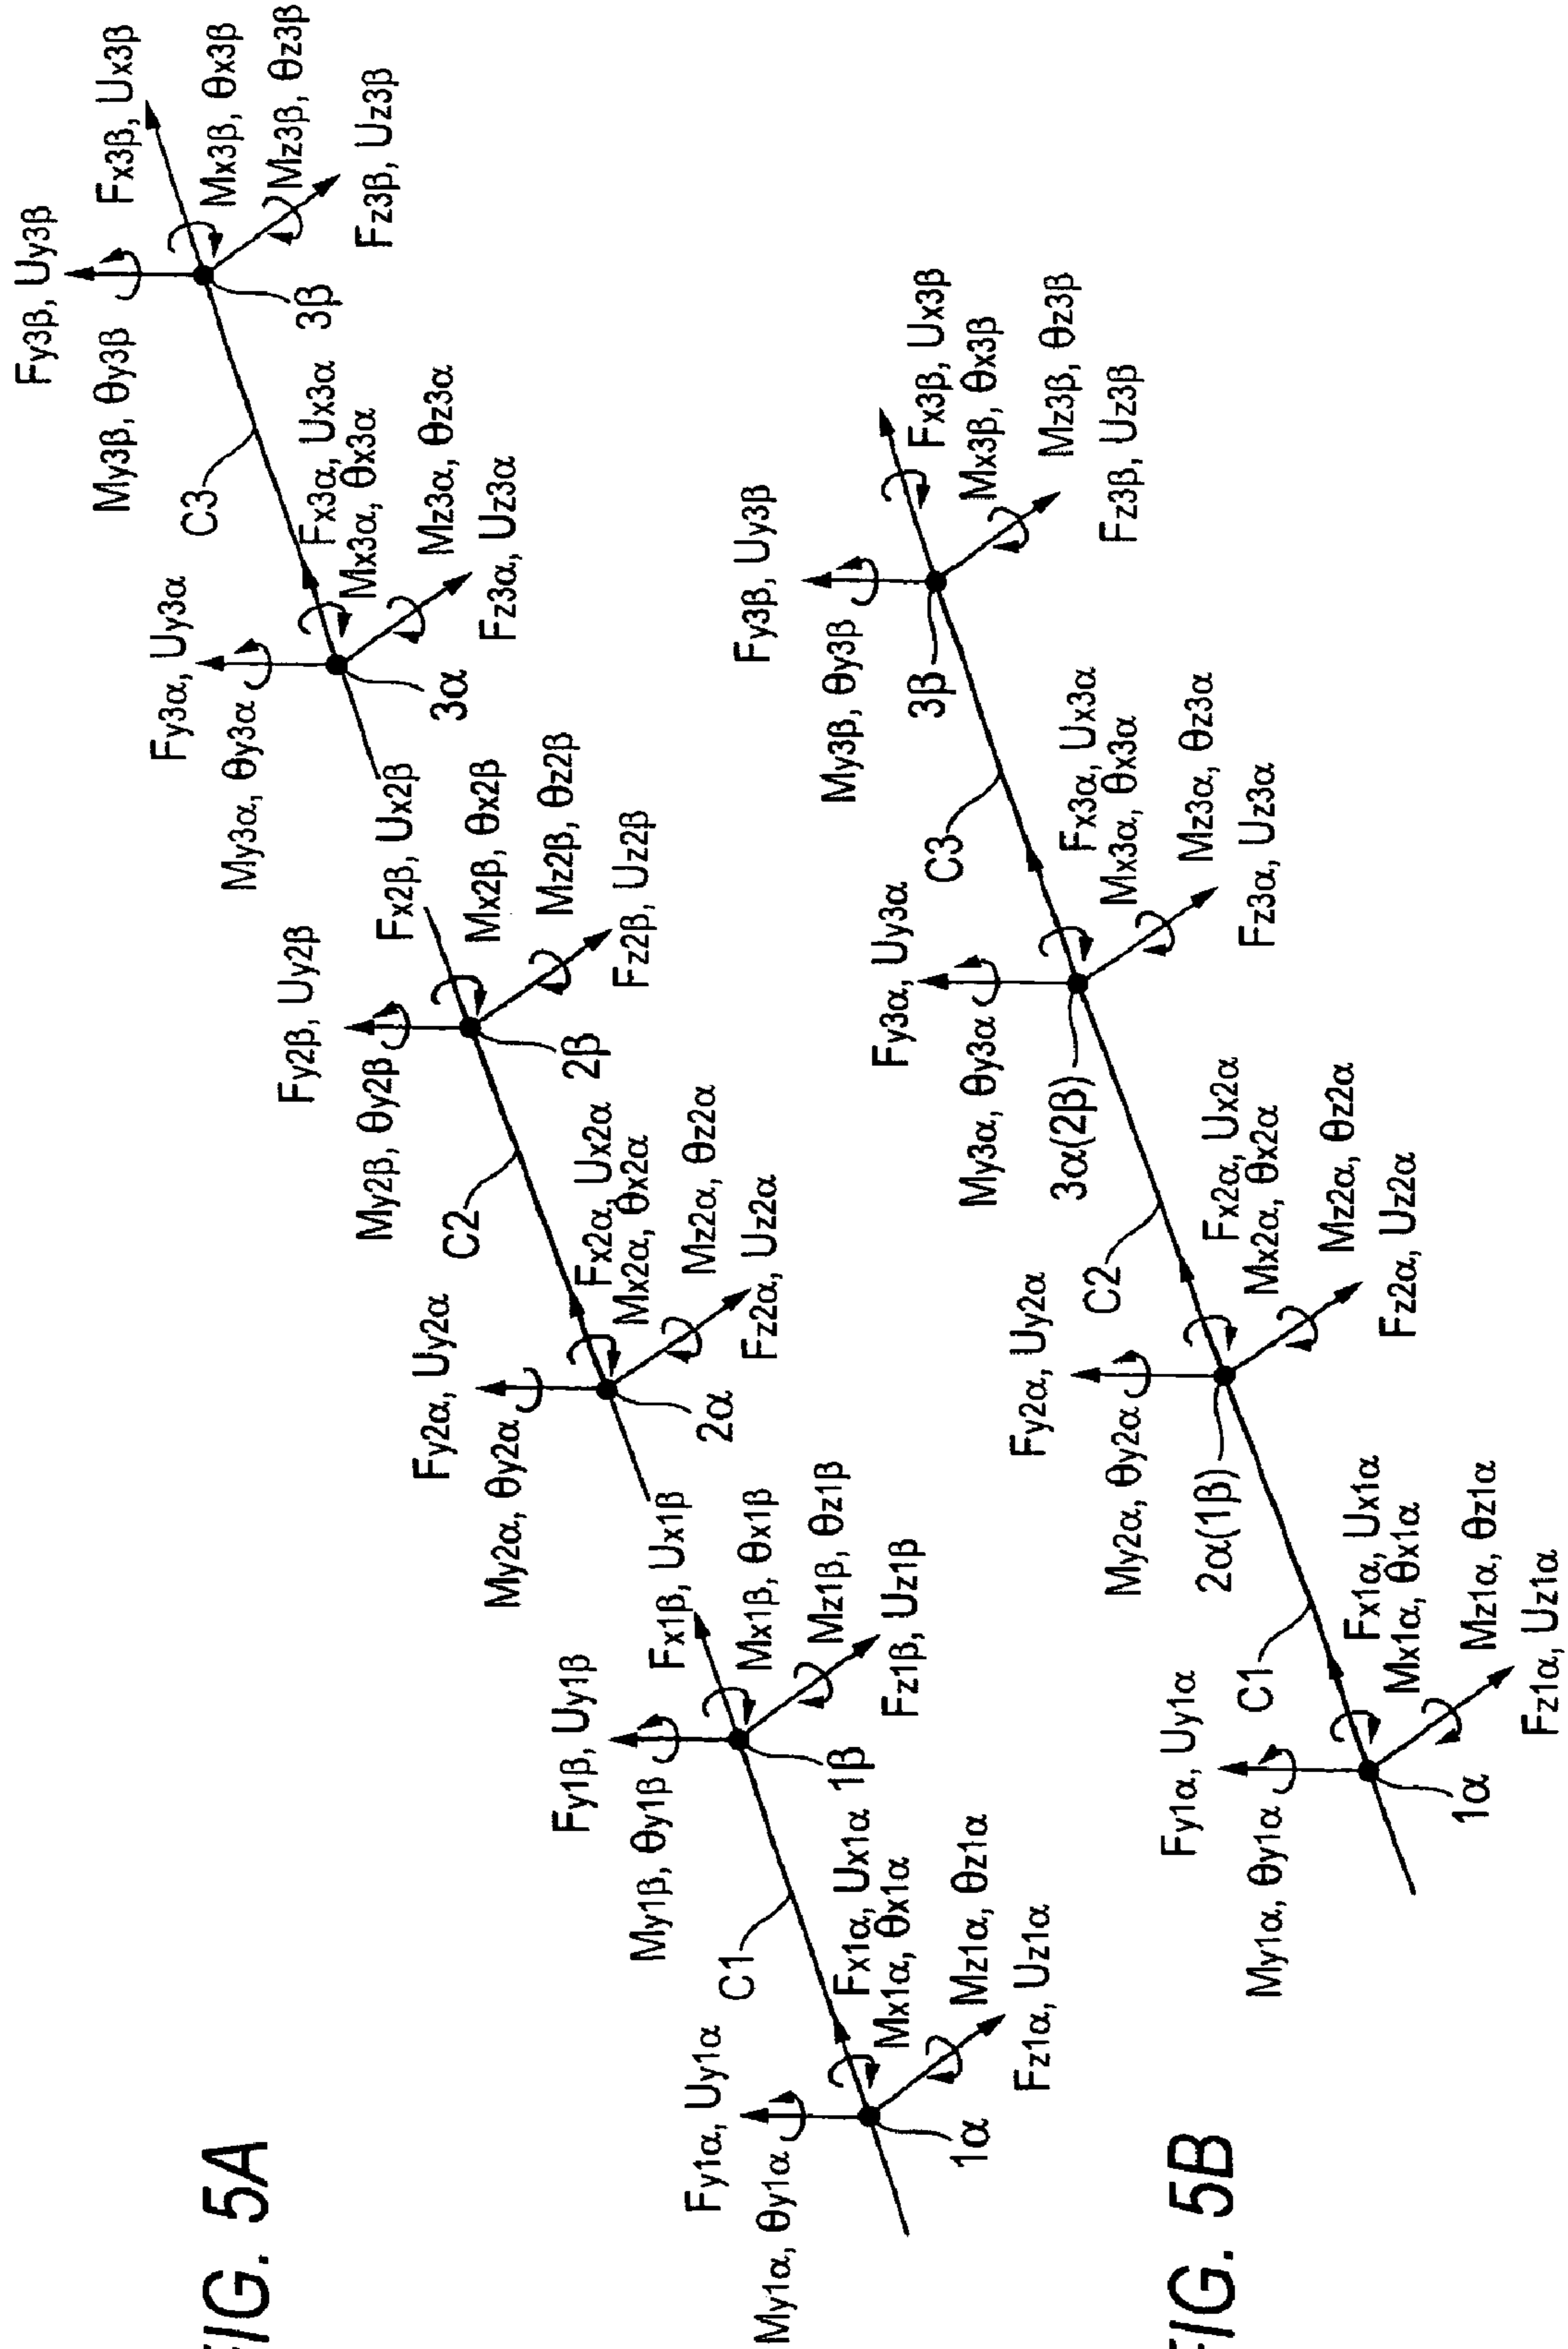 FIG. 5A
Fy1α, Uy1α
My1α, θy1α
C1
Fx1α, Ux1α
Mx1α, θx1α
Mz1α, θz1α
Fz1α, Uz1α
1α
Fy1β, Uy1β
My1β, θy1β
Fx1β, Ux1β
Mx1β, θx1β
Mz1β, θz1β
Fz1β, Uz1β
1β
Fy2α, Uy2α
My2α, θy2α
C2
Fx2α, Ux2α
Mx2α, θx2α
Mz2α, θz2α
Fz2α, Uz2α
2α
Fy2β, Uy2β
My2β, θy2β
Fx2β, Ux2β
Mx2β, θx2β
Mz2β, θz2β
Fz2β, Uz2β
2β
Fy3α, Uy3α
My3α, θy3α
C3
Fx3α, Ux3α
Mx3α, θx3α
Mz3α, θz3α
Fz3α, Uz3α
3α
Fy3β, Uy3β
My3β, θy3β
Fx3β, Ux3β
Mx3β, θx3β
Mz3β, θz3β
Fz3β, Uz3β
3β
FIG. 5B
Fy1α, Uy1α
My1α, θy1α
C1
Fx1α, Ux1α
Mx1α, θx1α
Mz1α, θz1α
Fz1α, Uz1α
1α
Fy2α, Uy2α
My2α, θy2α
2α(1β)
C2
Fx2α, Ux2α
Mx2α, θx2α
Mz2α, θz2α
Fz2α, Uz2α
Fy3α, Uy3α
My3α, θy3α
3α(2β)
C3
Fx3α, Ux3α
Mx3α, θx3α
Mz3α, θz3α
Fz3α, Uz3α
Fy3β, Uy3β
My3β, θy3β
3β
Fx3β, Ux3β
Mx3β, θx3β
Mz3β, θz3β
Fz3β, Uz3β